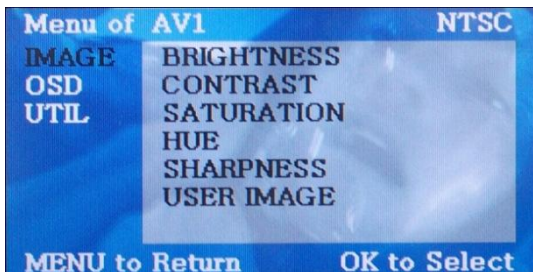 Menu of AV1 NTSC
IMAGE BRIGHTNESS
OSD CONTRAST
UTIL SATURATION
HUE
SHARPNESS
USER IMAGE
MENU to Return OK to Select